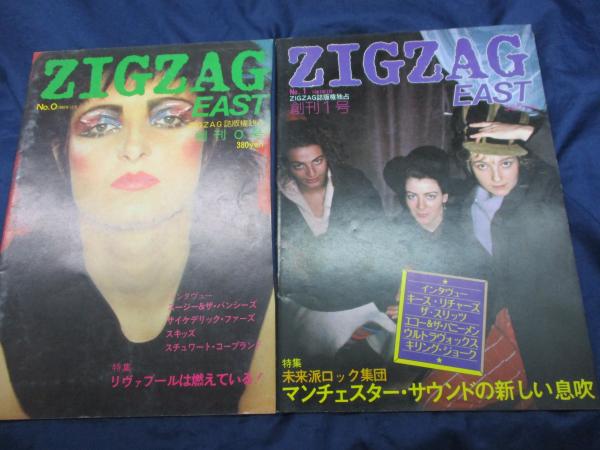 ZIGZAG
EAST
No.0
ZIGZAG誌版権独占
創刊0号
380yen
インタヴュー
スージー&ザ・バンシーズ
サイケデリック・ファーズ
スキッズ
スチュワート・コープランド
特集
リヴァプールは燃えている!
ZIGZAG
EAST
No.1
ZIGZAG誌版権独占
創刊1号
インタヴュー
キース・リチャーズ
ザ・スリッツ
エコー&ザ・バニーメン
ウルトラヴォックス
キリング・ジョーク
特集
未来派ロック集団
マンチェスター・サウンドの新しい息吹